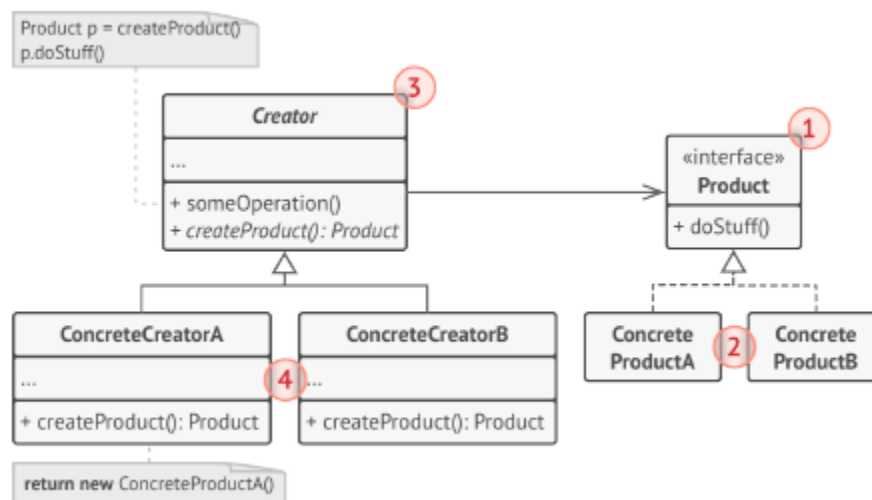 Product p = createProduct()
p.doStuff()
3
Creator
...
+ someOperation()
+ createProduct(): Product
1
«interface»
Product
+ doStuff()
ConcreteCreatorA
...
+ createProduct(): Product
4
ConcreteCreatorB
...
+ createProduct(): Product
Concrete
ProductA
2
Concrete
ProductB
return new ConcreteProductA()